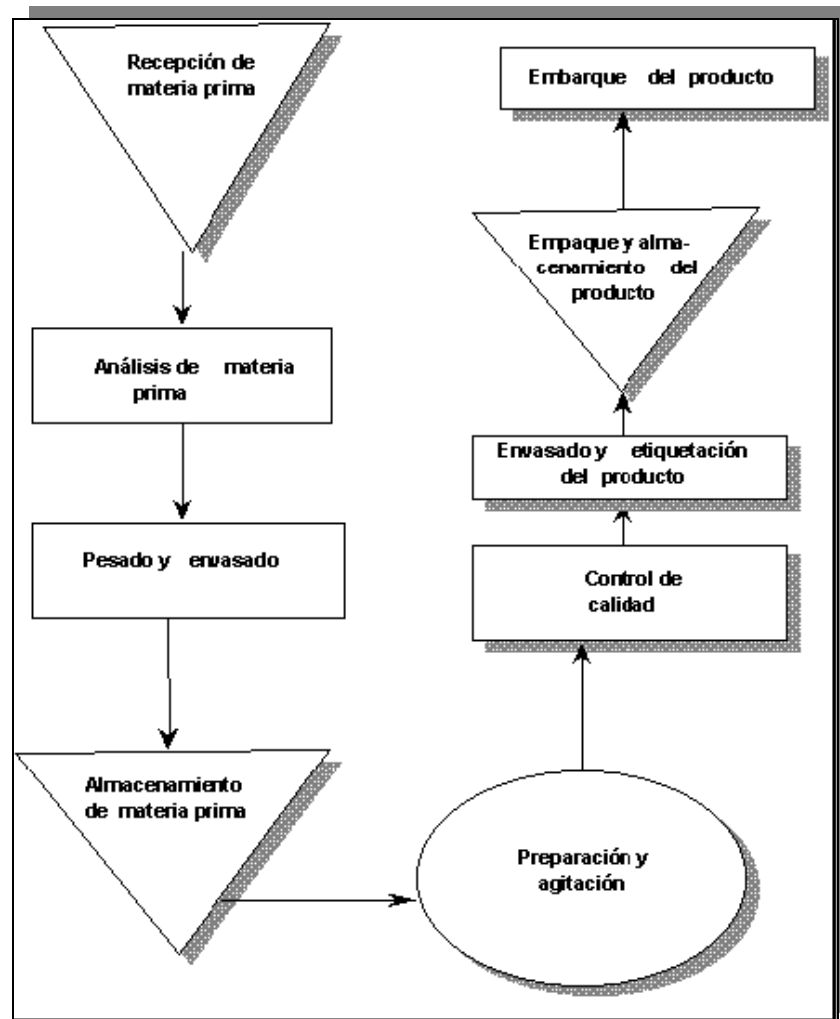 Recepción de
materia prima
Análisis de materia
prima
Pesado y envasado
Almacenamiento
de materia prima
Preparación y
agitación
Control de
calidad
Envasado y etiquetación
del producto
Empaque y alma-
cenamiento del
producto
Embarque del producto